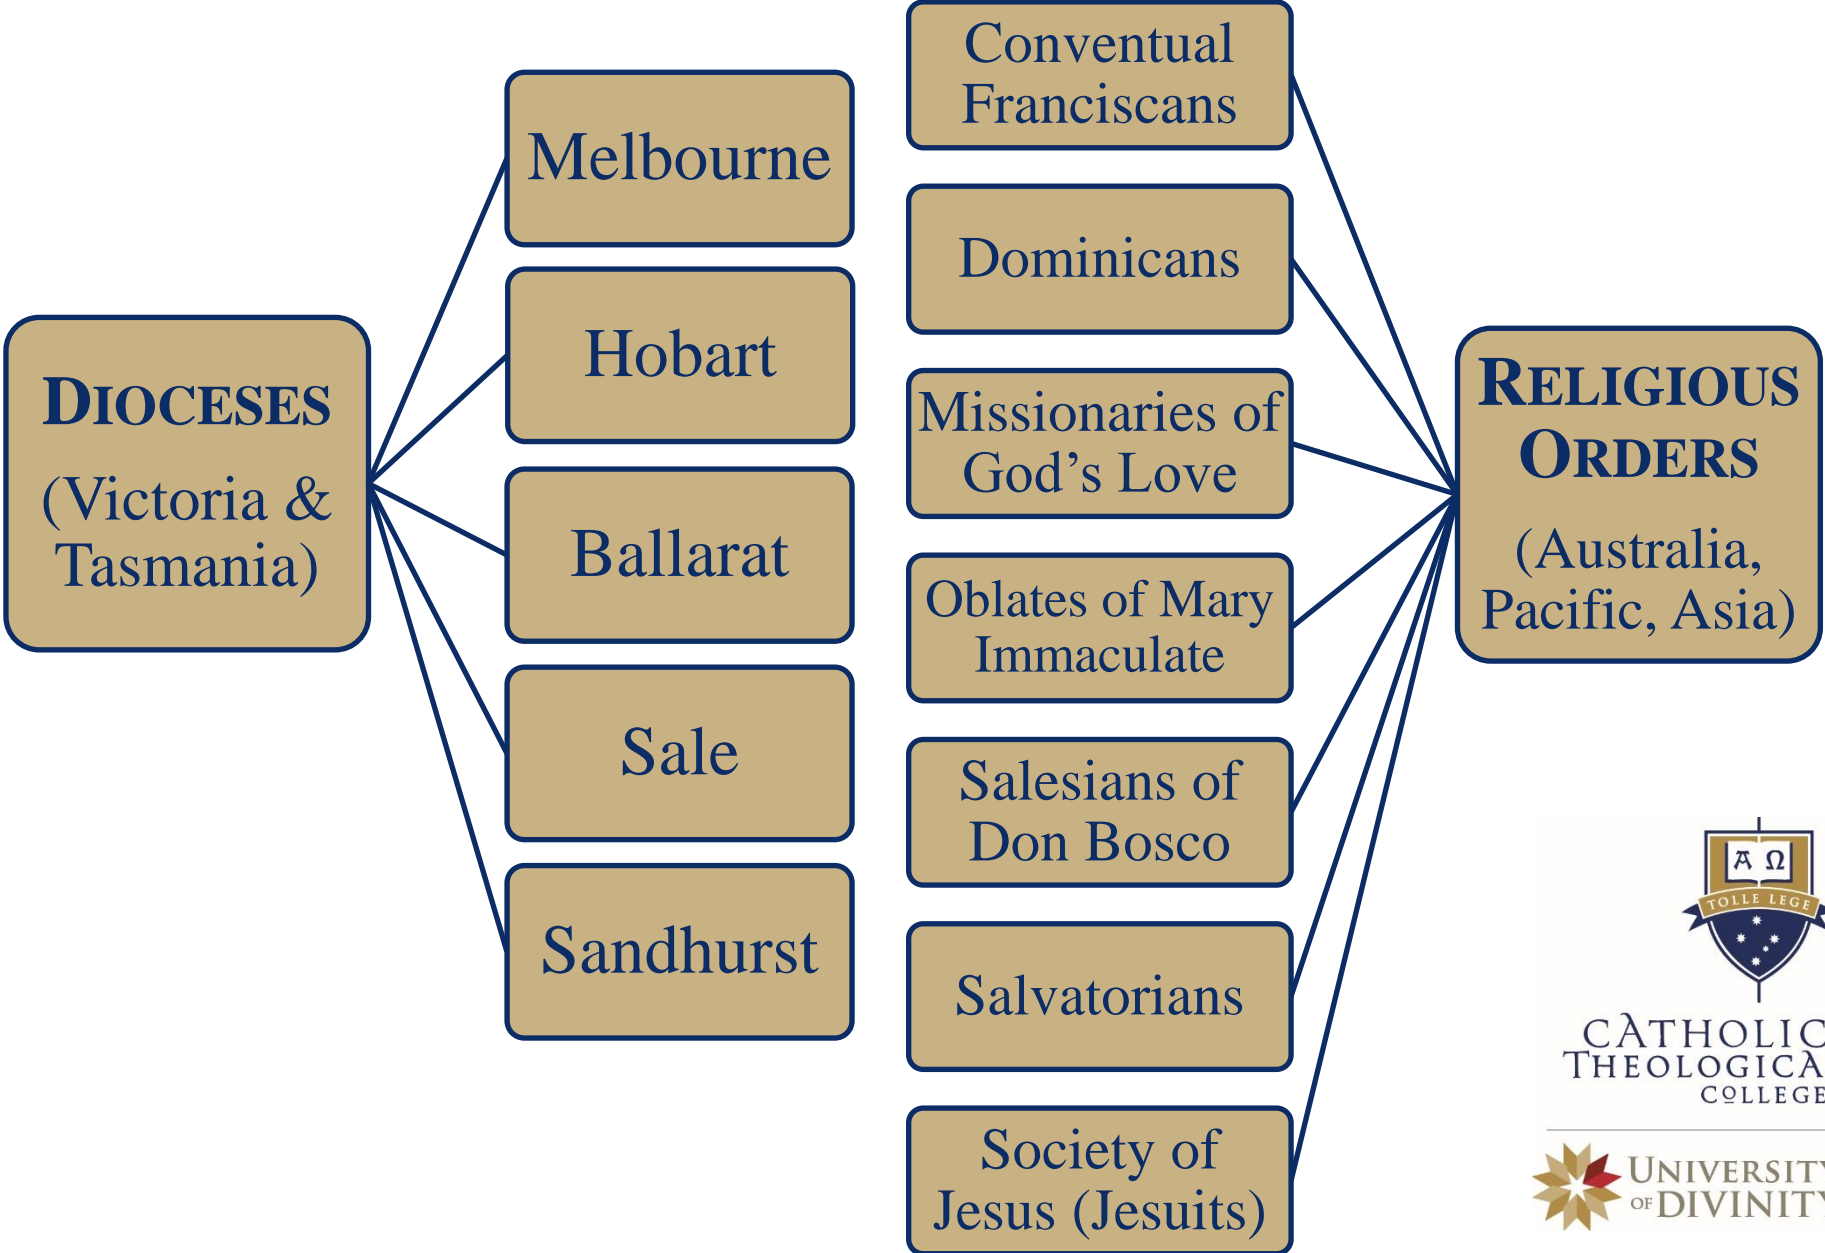 DIOCESES
(Victoria &
Tasmania)
Melbourne
Hobart
Ballarat
Sale
Sandhurst
Conventual
Franciscans
Dominicans
Missionaries of
God’s Love
Oblates of Mary
Immaculate
Salesians of
Don Bosco
Salvatorians
Society of
Jesus (Jesuits)
RELIGIOUS
ORDERS
(Australia,
Pacific, Asia)
Α Ω
TOLLE LEGE
CATHOLIC
THEOLOGICA
COLLEGE
UNIVERSITY
OF DIVINITY